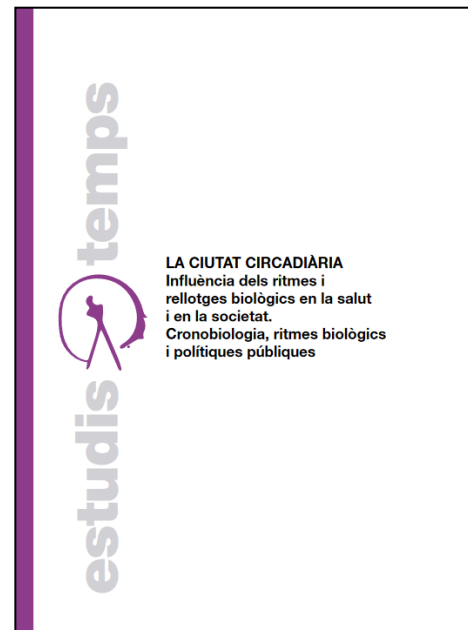 estudis temps
LA CIUTAT CIRCADIÀRIA
Influència dels ritmes i
rellotges biològics en la salut
i en la societat.
Cronobiologia, ritmes biològics
i polítiques públiques